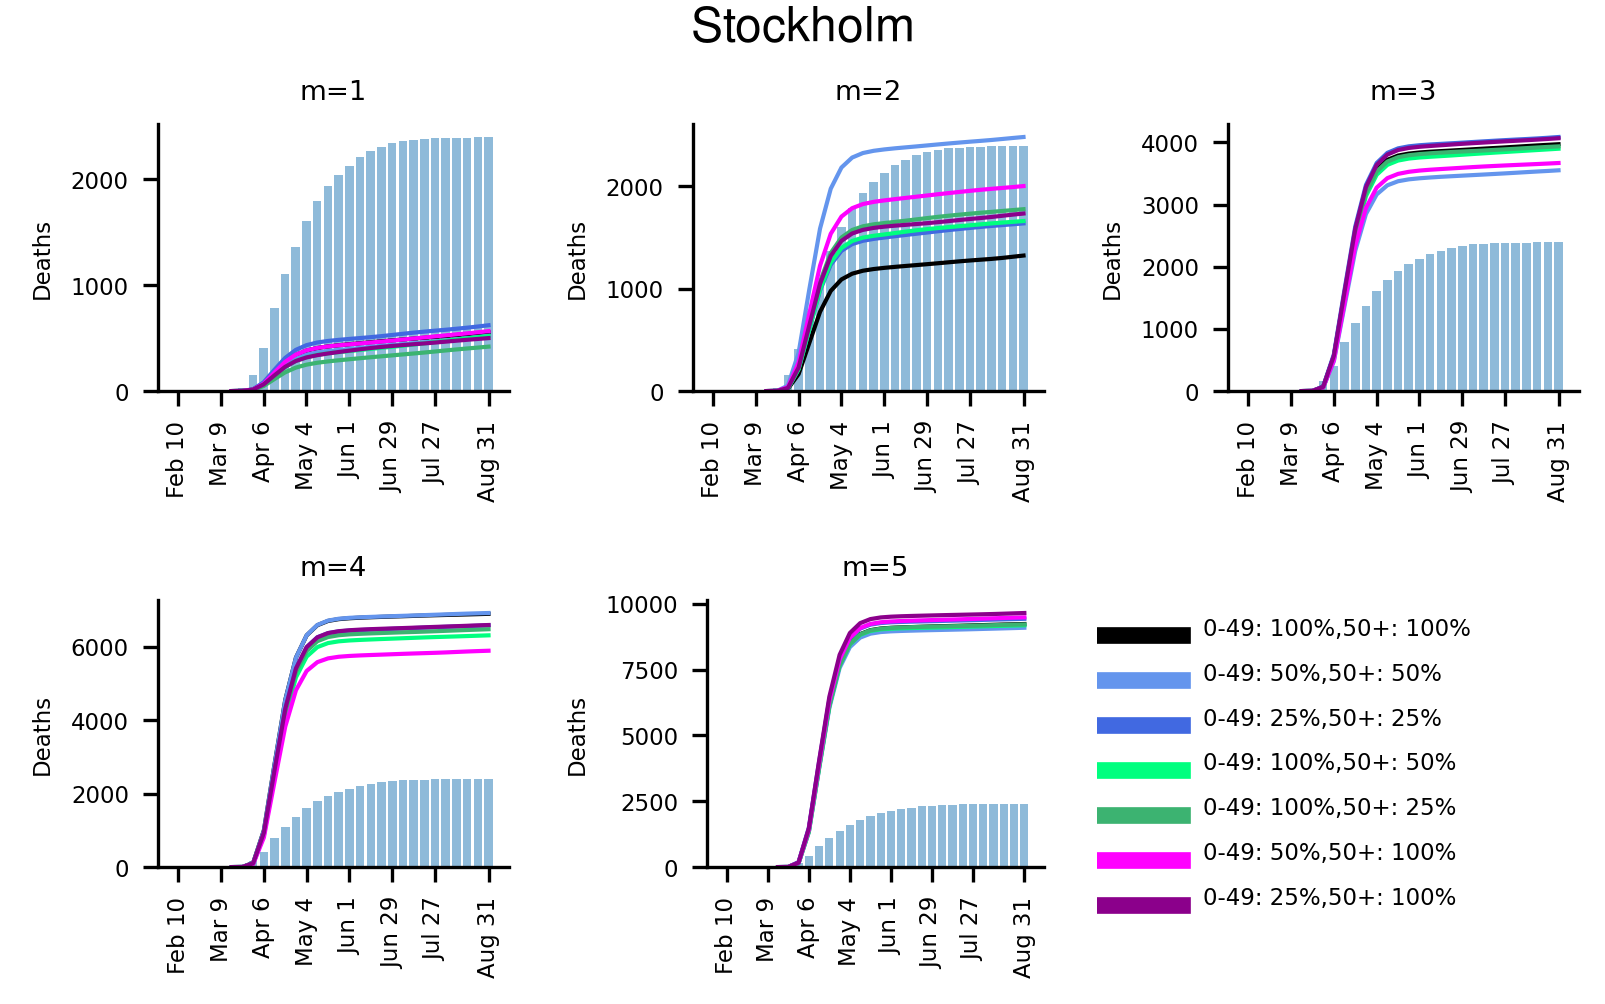 Stockholm
m=1
Deaths
2000
1000
0
Feb 10
Mar 9
Apr 6
May 4
Jun 1
Jun 29
Jul 27
Aug 31
m=2
Deaths
2000
1000
0
Feb 10
Mar 9
Apr 6
May 4
Jun 1
Jun 29
Jul 27
Aug 31
m=3
Deaths
4000
3000
2000
1000
0
Feb 10
Mar 9
Apr 6
May 4
Jun 1
Jun 29
Jul 27
Aug 31
m=4
Deaths
6000
4000
2000
0
Feb 10
Mar 9
Apr 6
May 4
Jun 1
Jun 29
Jul 27
Aug 31
m=5
Deaths
10000
7500
5000
2500
0
Feb 10
Mar 9
Apr 6
May 4
Jun 1
Jun 29
Jul 27
Aug 31
0-49: 100%,50+: 100%
0-49: 50%,50+: 50%
0-49: 25%,50+: 25%
0-49: 100%,50+: 50%
0-49: 100%,50+: 25%
0-49: 50%,50+: 100%
0-49: 25%,50+: 100%